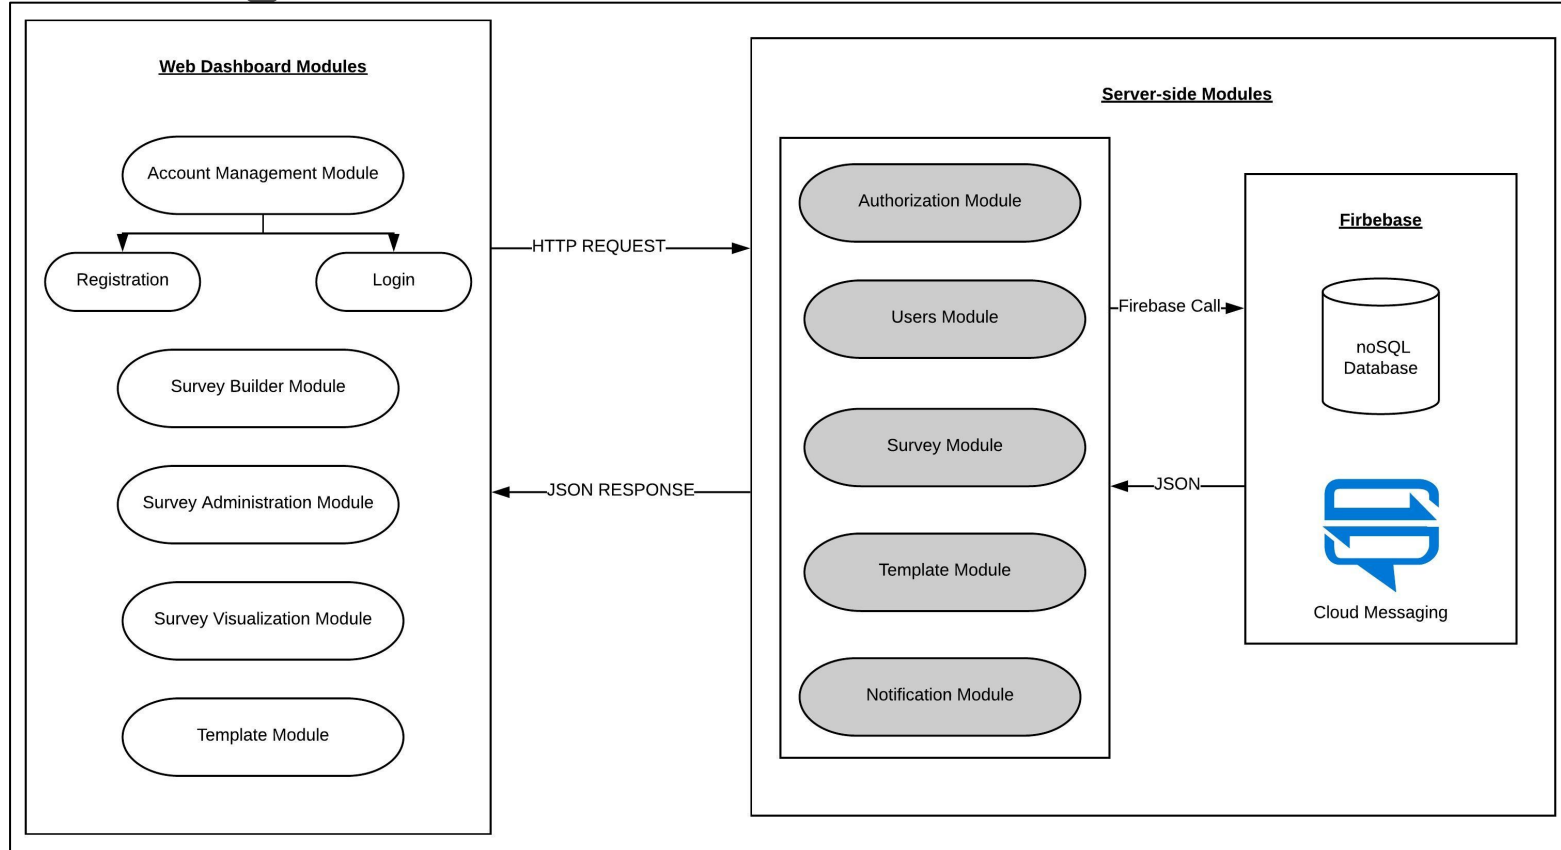 Web Dashboard Modules
Account Management Module
Registration
Login
Survey Builder Module
Survey Administration Module
Survey Visualization Module
Template Module
HTTP REQUEST
JSON RESPONSE
Server-side Modules
Authorization Module
Users Module
Survey Module
Template Module
Notification Module
Firebase Call
JSON
Firbebase
noSQL
Database
Cloud Messaging